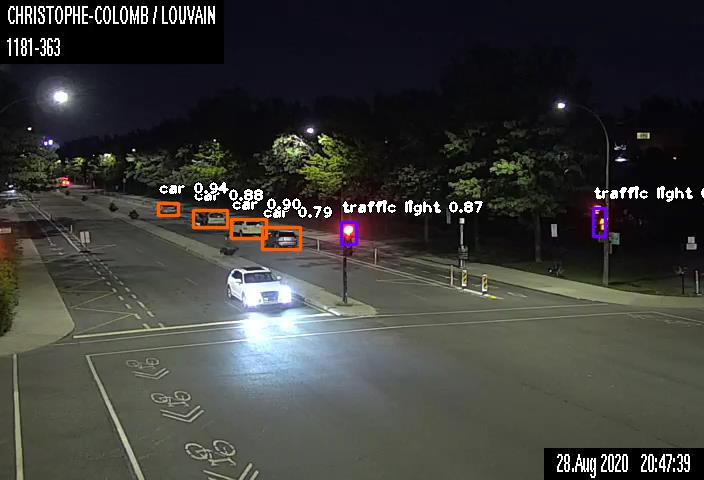 CHRISTOPHE-COLOMB / LOUVAIN
1181-363
car 0.94
car 0.88
car 0.90
car 0.79
traffic light 0.87
traffic light
28.Aug 2020 20:47:39